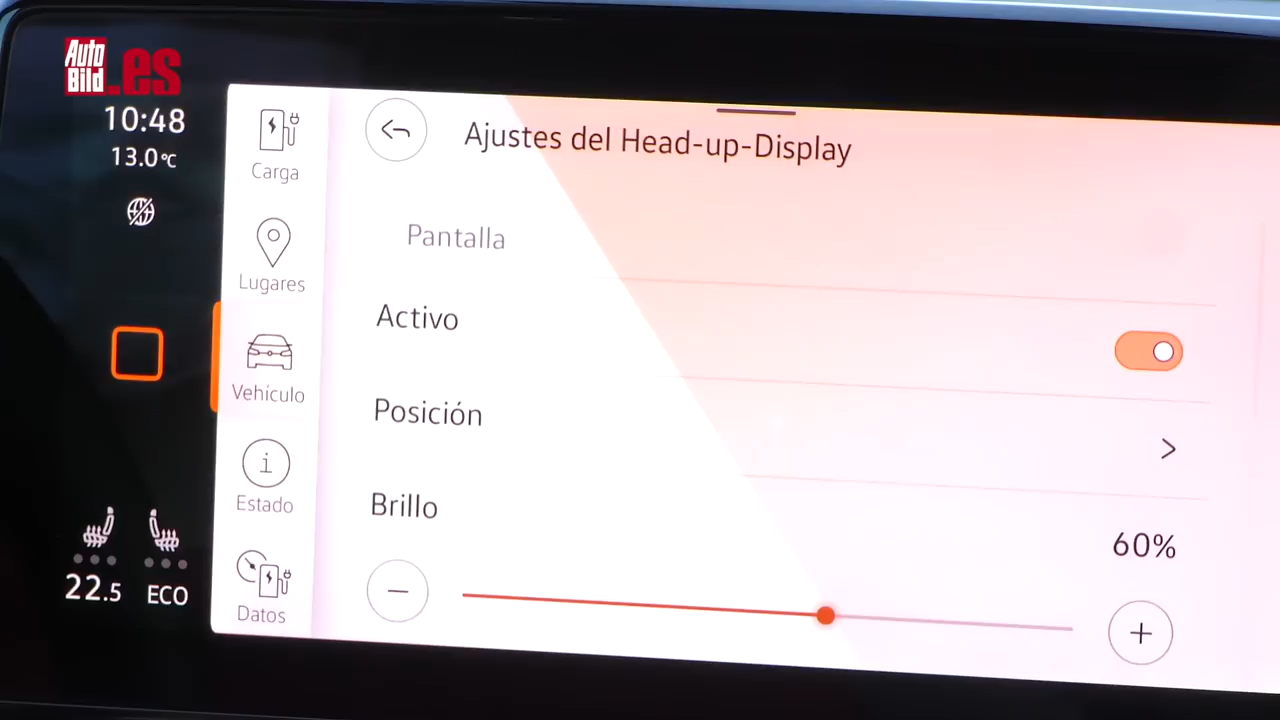 Auto
Bild.es
10:48
13.0°C
22.5
ECO
Carga
Lugares
Vehículo
i
Estado
Datos
Ajustes del Head-up-Display
Pantalla
Activo
Posición
Brillo
60%